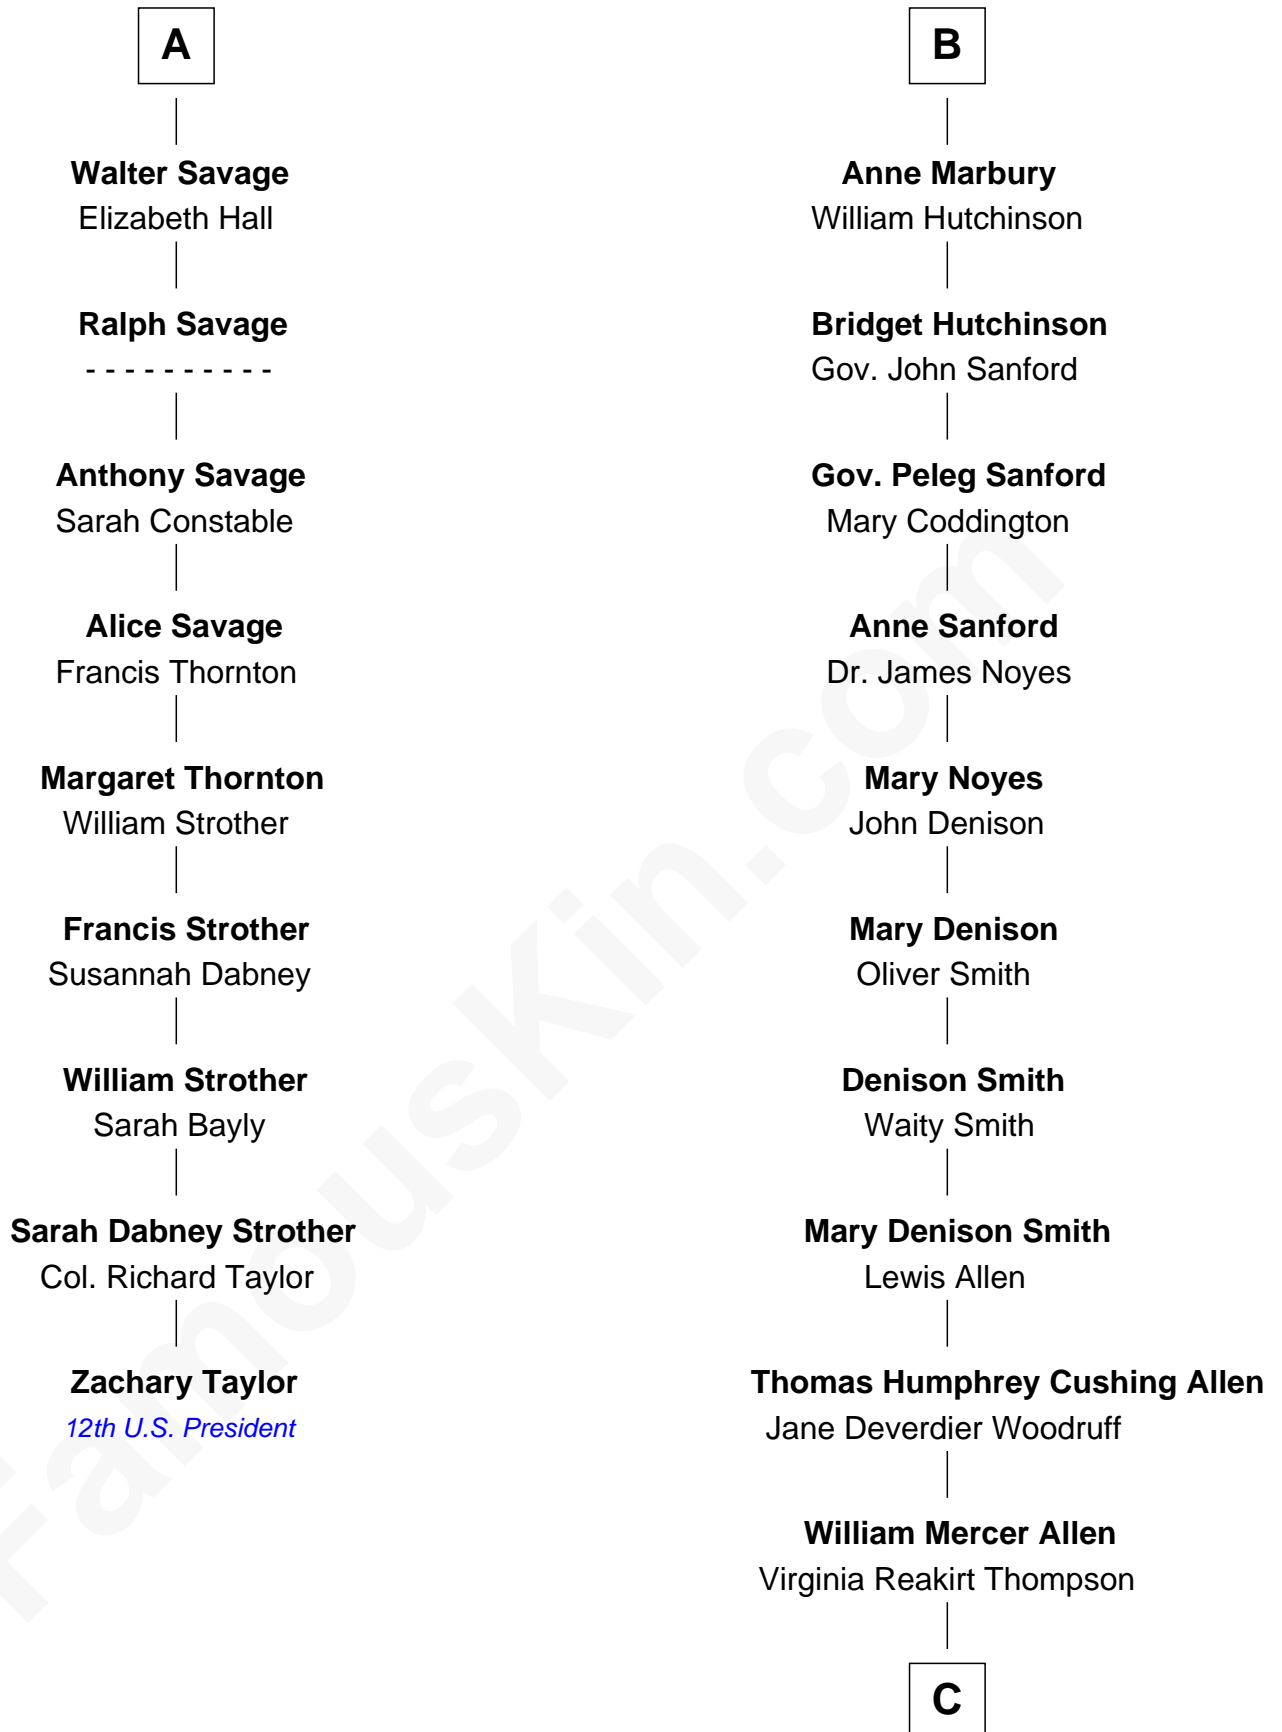 A
Walter Savage
Elizabeth Hall
Ralph Savage
- - - - - - - - - -
Anthony Savage
Sarah Constable
Alice Savage
Francis Thornton
Margaret Thornton
William Strother
Francis Strother
Susannah Dabney
William Strother
Sarah Bayly
Sarah Dabney Strother
Col. Richard Taylor
Zachary Taylor
12th U.S. President
B
Anne Marbury
William Hutchinson
Bridget Hutchinson
Gov. John Sanford
Gov. Peleg Sanford
Mary Coddington
Anne Sanford
Dr. James Noyes
Mary Noyes
John Denison
Mary Denison
Oliver Smith
Denison Smith
Waity Smith
Mary Denison Smith
Lewis Allen
Thomas Humphrey Cushing Allen
Jane Deverdier Woodruff
William Mercer Allen
Virginia Reakirt Thompson
C
FamousKin.com